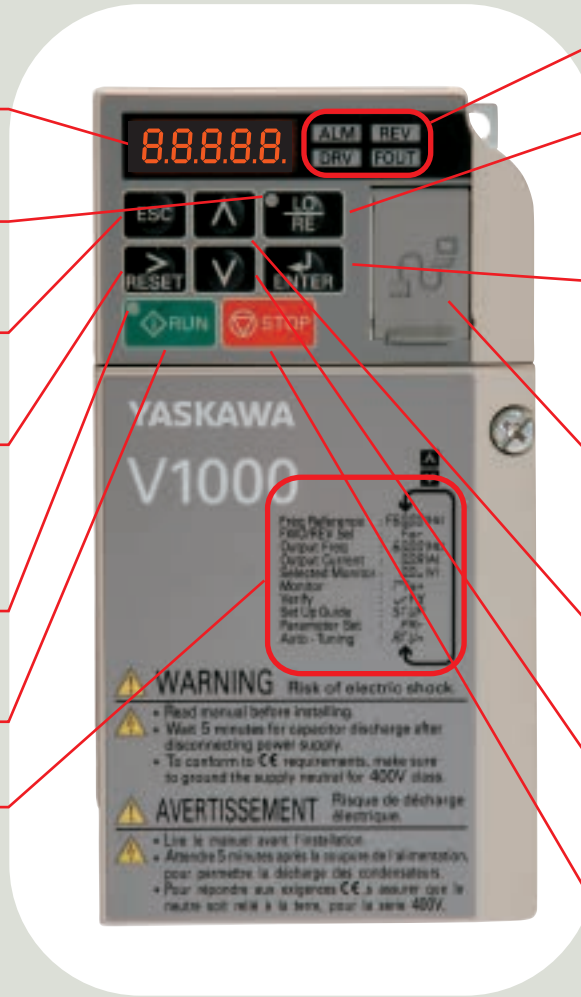 8.8.8.8.8.
ALM REV
DRV FOUT
ESC ∧ LO/RE
> RESET ∨ ENTER
RUN STOP
YASKAWA
V1000
∧
∨
Freq Reference
FWD/REV Sel
Output Freq
Output Current
Selected Monitor
Monitor
Verify
Set Up Guide
Parameter Set
Auto-Tuning
WARNING Risk of electric shock.
• Read manual before installing.
• Wait 5 minutes for capacitor discharge after
disconnecting power supply.
• To conform to CE requirements, make sure
to ground the supply neutral for 400V class.
AVERTISSEMENT Risque de décharge
électrique.
• Lire le manuel avant l'installation.
• Attendre 5 minutes après la coupure de l'alimentation,
pour permettre la décharge des condensateurs.
• Pour répondre aux exigences CE, s assurer que le
neutre soit relié à la terre, pour la série 400V.